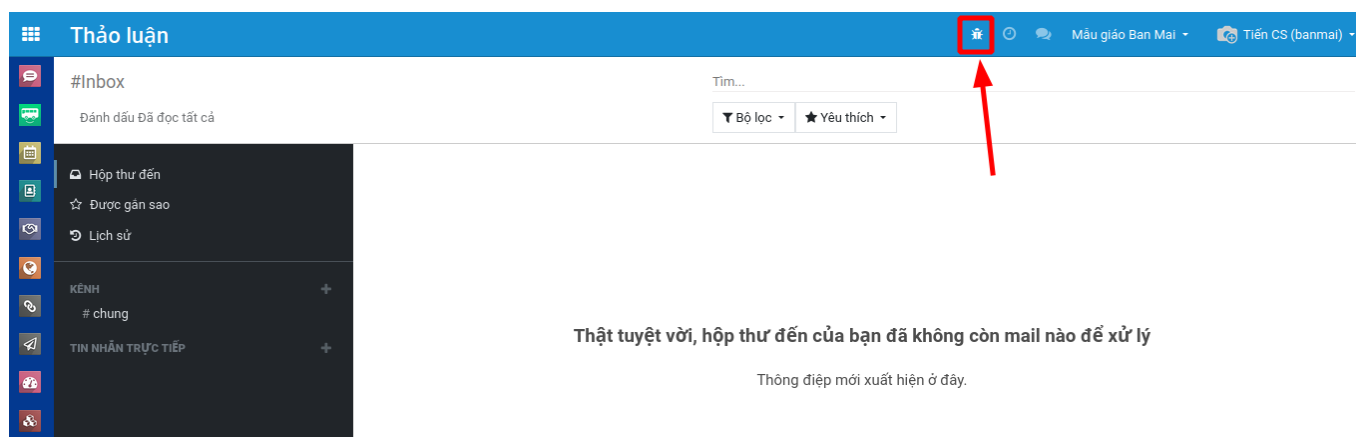 Thảo luận
Mẫu giáo Ban Mai
Tiến CS (banmai)
#Inbox
Tìm...
Đánh dấu Đã đọc tất cả
Bộ lọc
Yêu thích
Hộp thư đến
Được gắn sao
Lịch sử
KÊNH
# chung
TIN NHẮN TRỰC TIẾP
Thật tuyệt vời, hộp thư đến của bạn đã không còn mail nào để xử lý
Thông điệp mới xuất hiện ở đây.